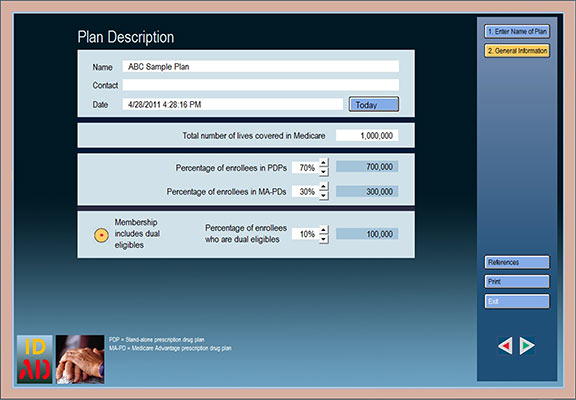 Plan Description
1. Enter Name of Plan
2. General Information
Name
ABC Sample Plan
Contact
Date
4/28/2011 4:28:16 PM
Today
Total number of lives covered in Medicare
1,000,000
Percentage of enrollees in PDPs
70%
700,000
Percentage of enrollees in MA-PDs
30%
300,000
Membership
includes dual
eligibles
Percentage of enrollees
who are dual eligibles
10%
100,000
References
Print
Exit
ID
AD
PDP = Stand-alone prescription drug plan
MA-PD = Medicare Advantage prescription drug plan